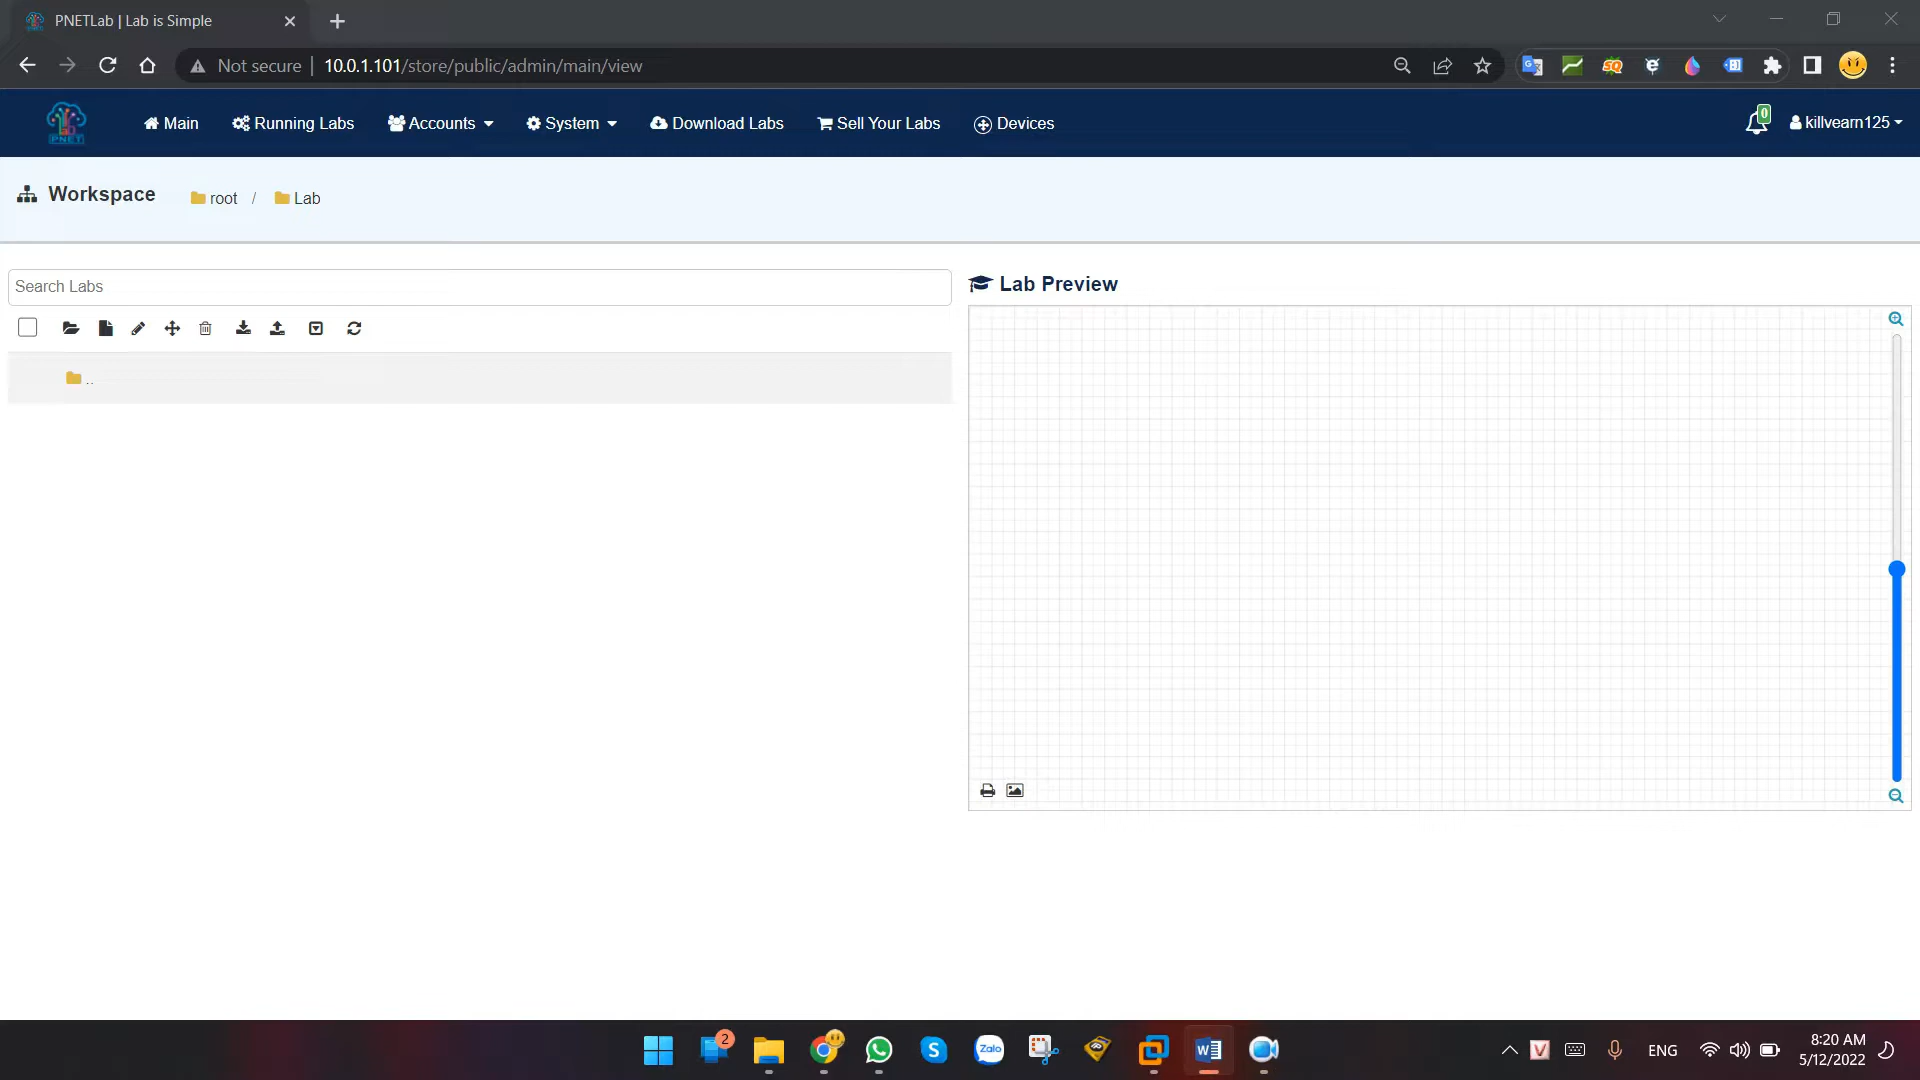 PNETLab | Lab is Simple
Not secure | 10.0.1.101/store/public/admin/main/view
PNET
Main
Running Labs
Accounts
System
Download Labs
Sell Your Labs
Devices
0
killvearn125
Workspace
root / Lab
Search Labs
Lab Preview
..
2
Zalo
ENG
8:20 AM
5/12/2022